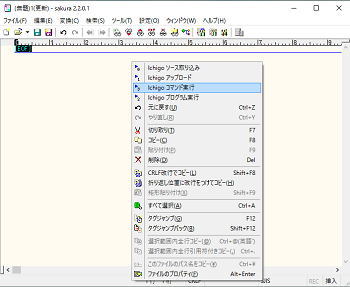 (無題)1(更新) - sakura 2.2.0.1
ファイル(F) 編集(E) 変換(C) 検索(S) ツール(T) 設定(O) ウィンドウ(W) ヘルプ(H)
[EOF]
Ichigo ソース取り込み
Ichigo アップロード
Ichigo コマンド実行
Ichigo プログラム実行
元に戻す(U) Ctrl+Z
やり直し(R) Ctrl+Y
切り取り(T) F7
コピー(C) F8
貼り付け(P) F9
削除(D) Del
CRLF改行でコピー(L) Shift+F8
折り返し位置に改行をつけてコピー(H)
矩形貼り付け(X) Shift+F9
すべて選択(A) Ctrl+A
タグジャンプ(G) F12
タグジャンプバック(B) Shift+F12
選択範囲内全行コピー(@) Ctrl+@(英語)
選択範囲内全行引用符付きコピー(.) Ctrl+.
このファイルのパス名をコピー(\)
ファイルのプロパティ(F) Alt+Enter
REC 挿入